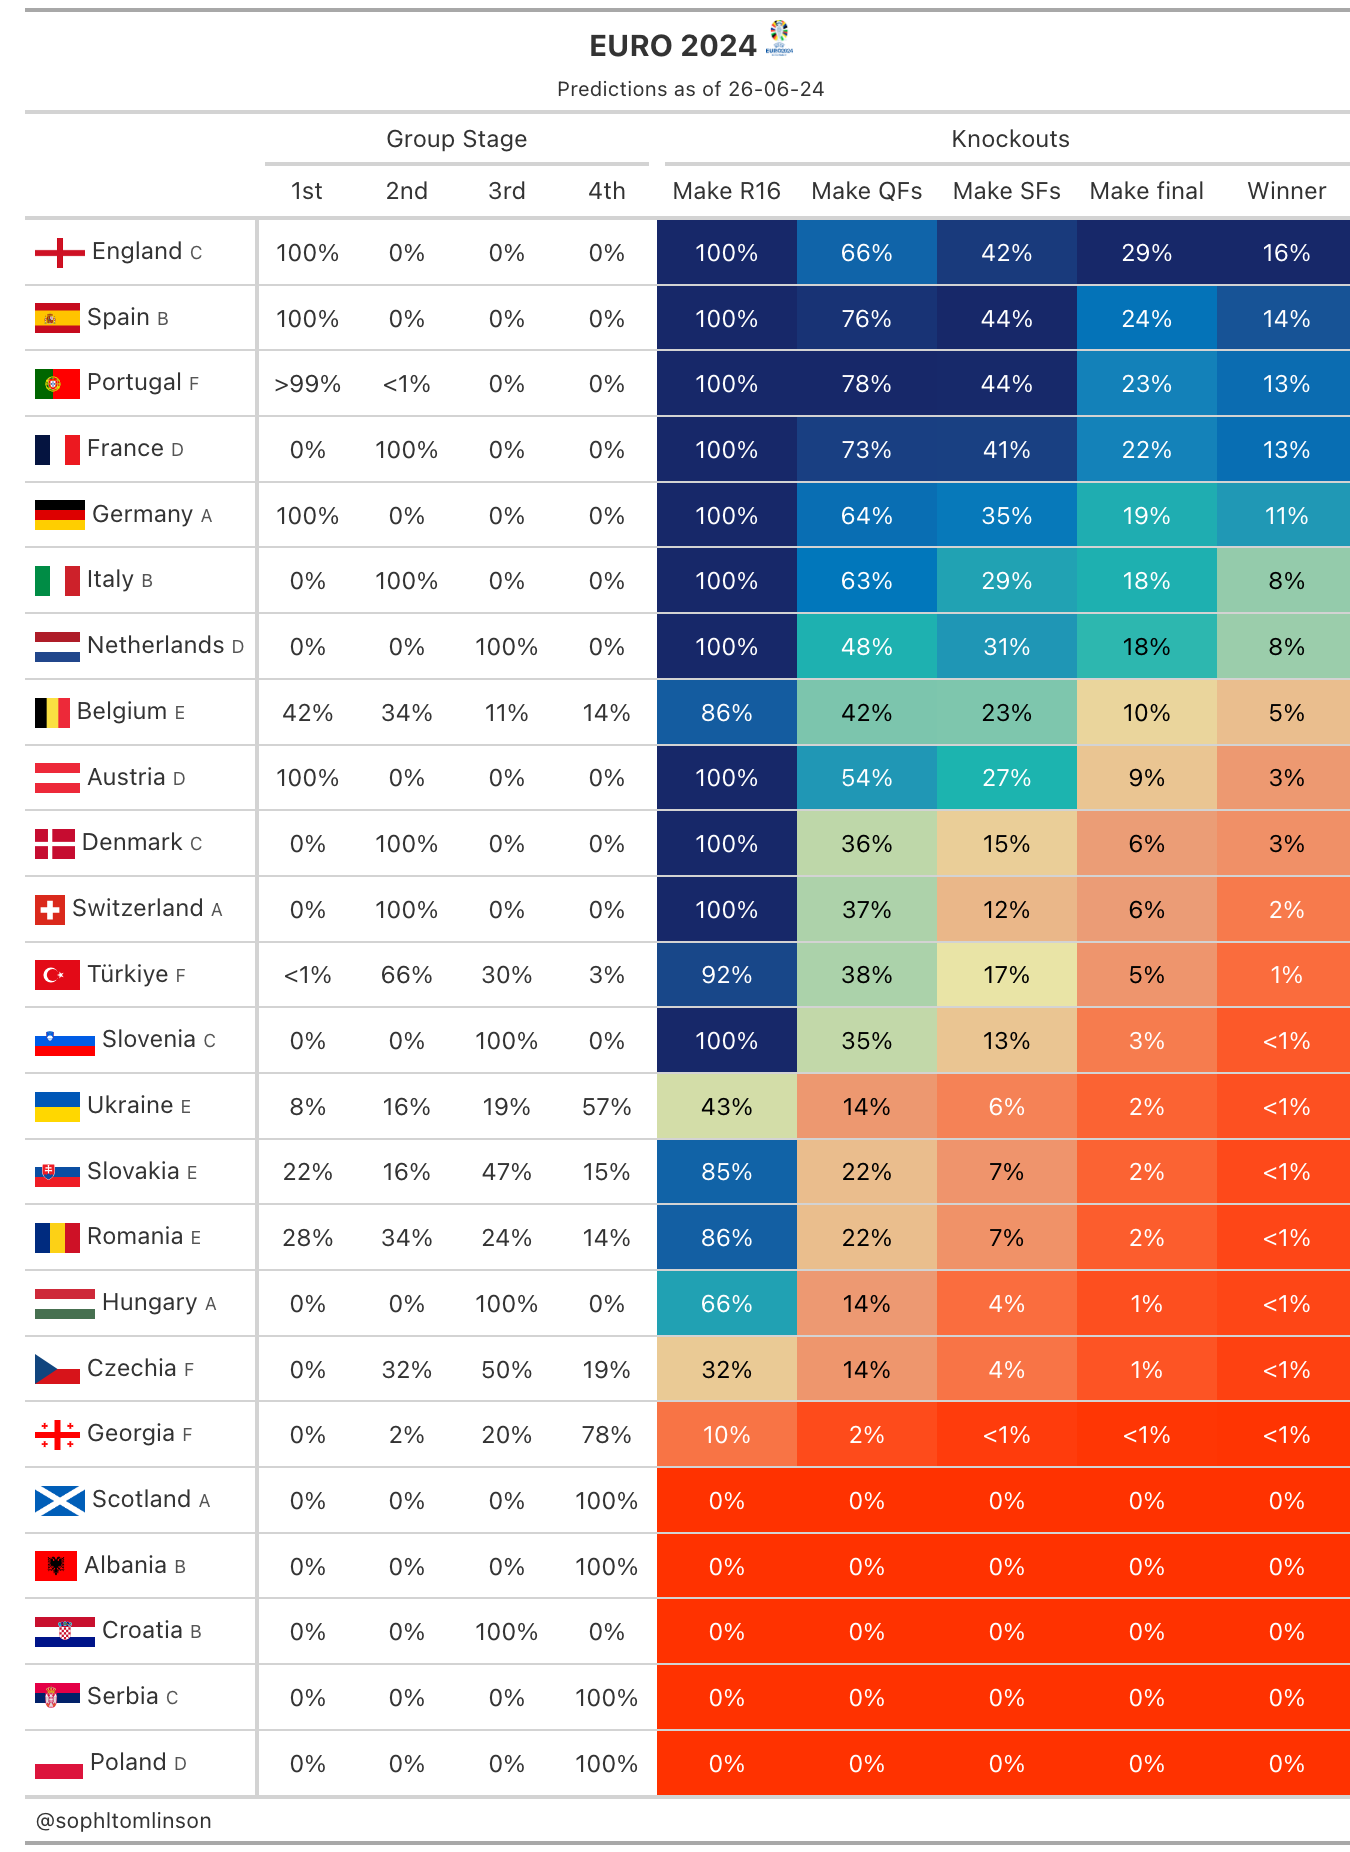 EURO 2024
EURO2024
Predictions as of 26-06-24
Group Stage Knockouts
1st 2nd 3rd 4th Make R16 Make QFs Make SFs Make final Winner
England C 100% 0% 0% 0% 100% 66% 42% 29% 16%
Spain B 100% 0% 0% 0% 100% 76% 44% 24% 14%
Portugal F >99% <1% 0% 0% 100% 78% 44% 23% 13%
France D 0% 100% 0% 0% 100% 73% 41% 22% 13%
Germany A 100% 0% 0% 0% 100% 64% 35% 19% 11%
Italy B 0% 100% 0% 0% 100% 63% 29% 18% 8%
Netherlands D 0% 0% 100% 0% 100% 48% 31% 18% 8%
Belgium E 42% 34% 11% 14% 86% 42% 23% 10% 5%
Austria D 100% 0% 0% 0% 100% 54% 27% 9% 3%
Denmark C 0% 100% 0% 0% 100% 36% 15% 6% 3%
Switzerland A 0% 100% 0% 0% 100% 37% 12% 6% 2%
Türkiye F <1% 66% 30% 3% 92% 38% 17% 5% 1%
Slovenia C 0% 0% 100% 0% 100% 35% 13% 3% <1%
Ukraine E 8% 16% 19% 57% 43% 14% 6% 2% <1%
Slovakia E 22% 16% 47% 15% 85% 22% 7% 2% <1%
Romania E 28% 34% 24% 14% 86% 22% 7% 2% <1%
Hungary A 0% 0% 100% 0% 66% 14% 4% 1% <1%
Czechia F 0% 32% 50% 19% 32% 14% 4% 1% <1%
Georgia F 0% 2% 20% 78% 10% 2% <1% <1% <1%
Scotland A 0% 0% 0% 100% 0% 0% 0% 0% 0%
Albania B 0% 0% 0% 100% 0% 0% 0% 0% 0%
Croatia B 0% 0% 100% 0% 0% 0% 0% 0% 0%
Serbia C 0% 0% 0% 100% 0% 0% 0% 0% 0%
Poland D 0% 0% 0% 100% 0% 0% 0% 0% 0%
@sophltomlinson